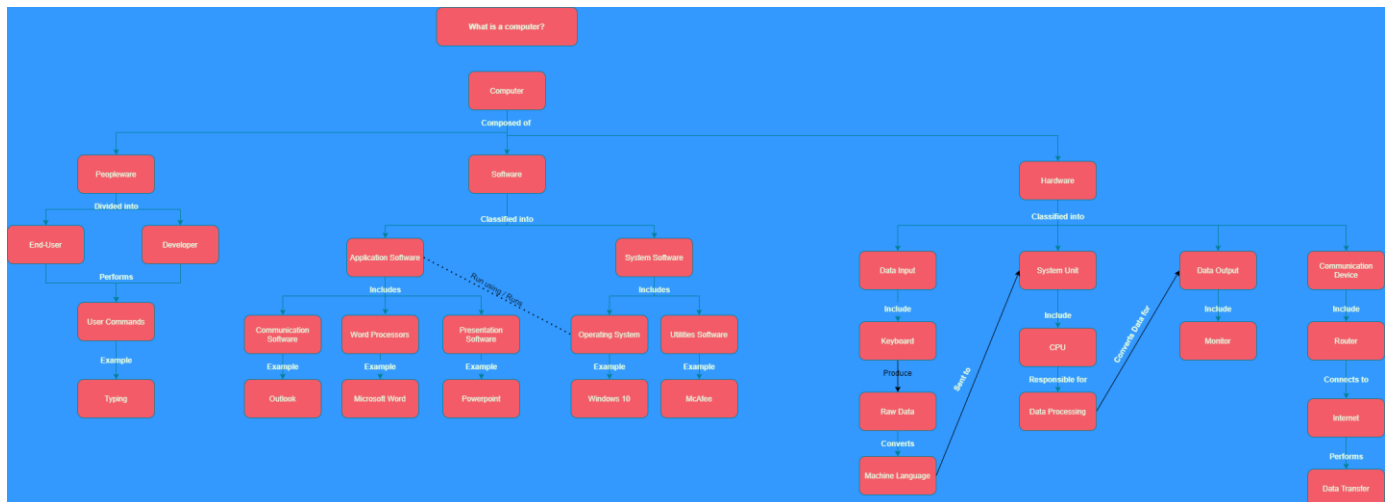 What is a computer?
Computer
Composed of
Peopleware
Software
Hardware
Divided into
Classified into
Classified into
End-User
Developer
Application Software
System Software
Data Input
System Unit
Data Output
Communication
Device
Performs
Run using / Runs
Includes
Includes
Include
Include
Include
Include
User Commands
Communication
Software
Word Processors
Presentation
Software
Operating System
Utilities Software
Keyboard
CPU
Monitor
Router
Example
Example
Example
Example
Example
Example
Produce
Sent to
Responsible for
Converts Data for
Connects to
Typing
Outlook
Microsoft Word
Powerpoint
Windows 10
McAfee
Raw Data
Data Processing
Internet
Converts
Performs
Machine Language
Data Transfer